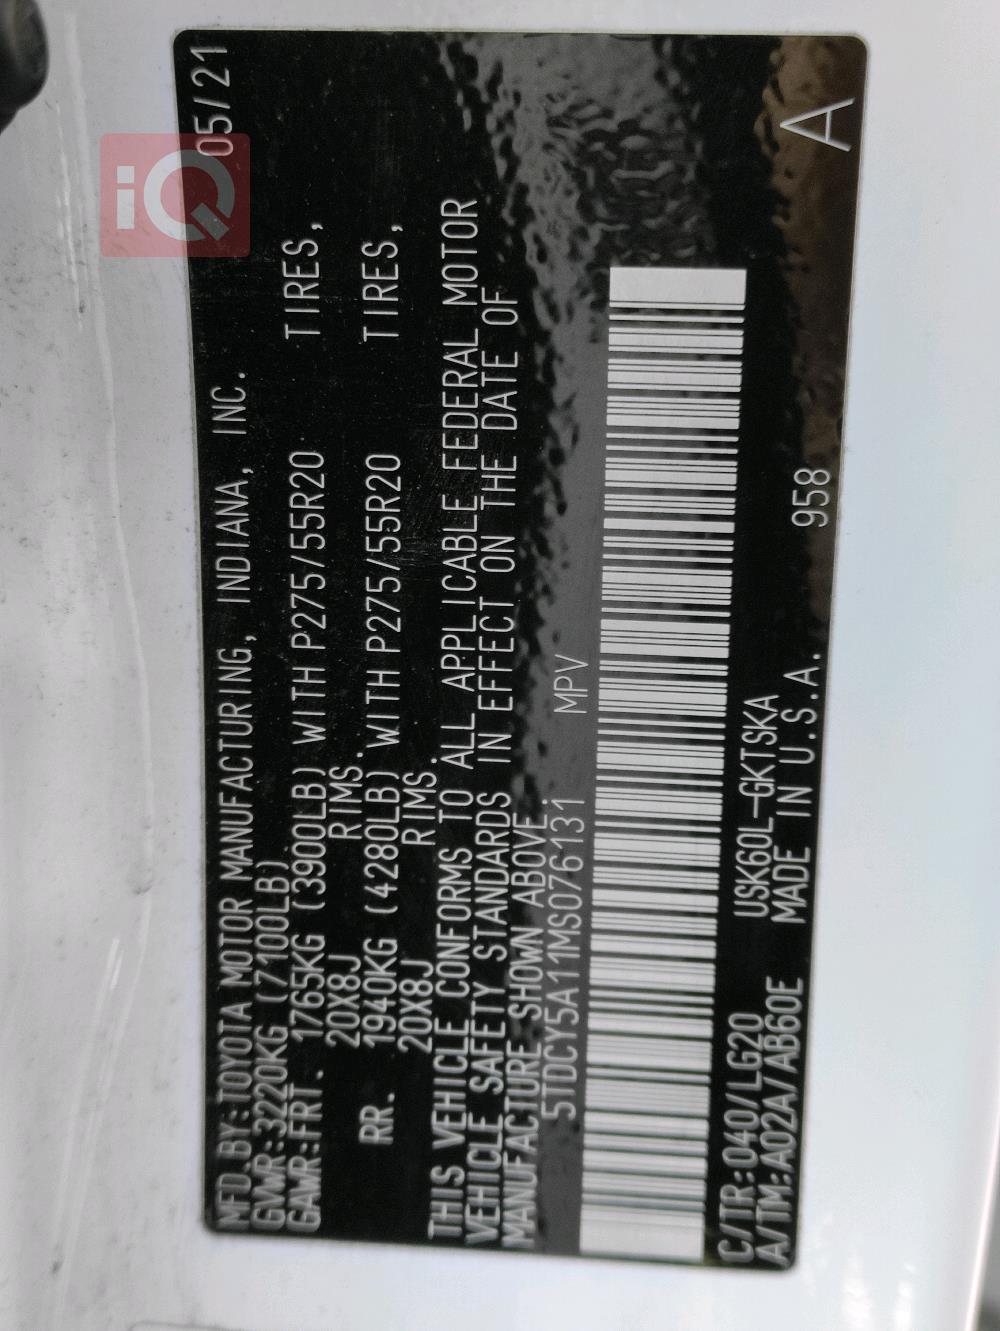 MFD.BY:TOYOTA MOTOR MANUFACTURING, INDIANA, INC. 05/21
GVWR:3220KG (7100LB)
GAWR:FRT. 1765KG (3900LB) WITH P275/55R20 TIRES,
20X8J RIMS.
RR. 1940KG (4280LB) WITH P275/55R20 TIRES,
20X8J RIMS.
THIS VEHICLE CONFORMS TO ALL APPLICABLE FEDERAL MOTOR
VEHICLE SAFETY STANDARDS IN EFFECT ON THE DATE OF
MANUFACTURE SHOWN ABOVE.
5TDCY5A11MS076131 MPV
C/TR:040/LG20 USK60L-GKTSKA
A/TM:A02A/AB60E MADE IN U.S.A. 958 A
iQ